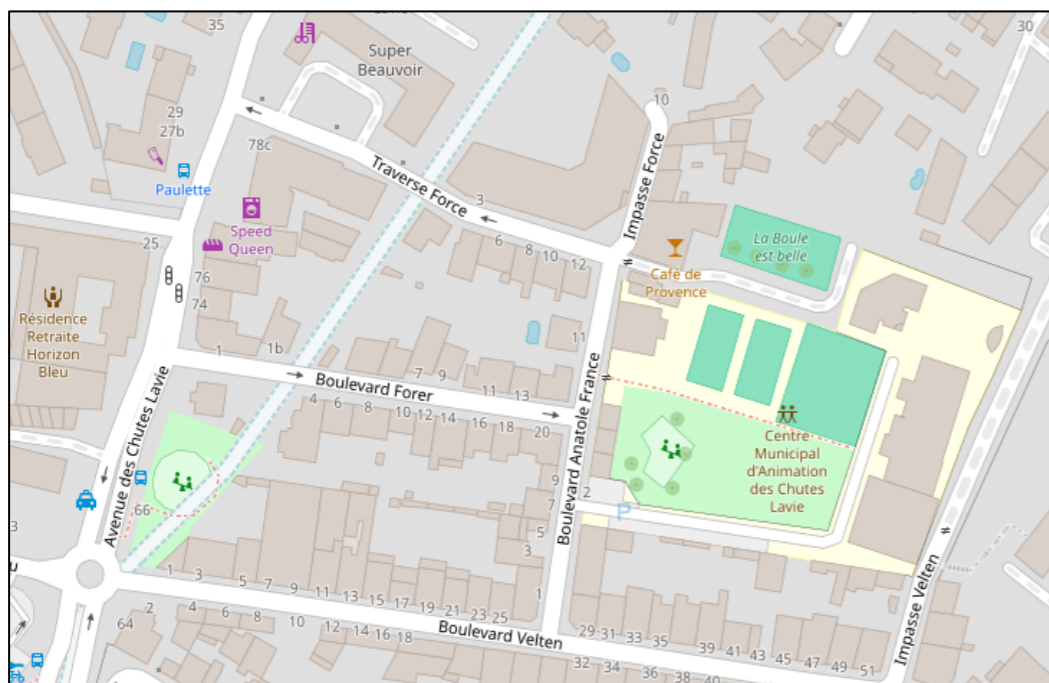 35
Super
Beauvoir
30
29
27b
78c
10
Paulette
Traverse Force
3
Impasse Force
Speed
Queen
25
6
8
10
12
La Boule
est belle
Café de
Provence
76
74
Résidence
Retraite
Horizon
Bleu
1
1b
11
Boulevard Forer
7
9
11
13
4
6
8
10
12
14
16
18
20
Avenue des Chutes Lavie
Boulevard Anatole France
Centre
Municipal
d'Animation
des Chutes
Lavie
9
7
5
3
1
2
P
66
3
1
3
5
7
9
11
13
15
17
19
21
23
25
2
4
6
8
10
12
14
16
18
64
Boulevard Velten
29
31
33
35
39
41
43
45
47
49
51
32
34
36
38
40
Impasse Velten